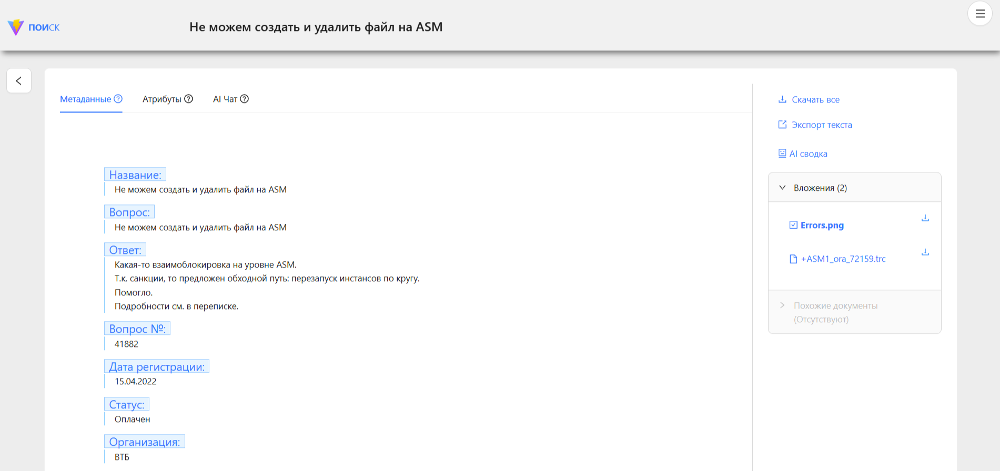 ПОИСК
Не можем создать и удалить файл на ASM
Метаданные
Атрибуты
AI Чат
Название:
Не можем создать и удалить файл на ASM
Вопрос:
Не можем создать и удалить файл на ASM
Ответ:
Какая-то взаимоблокировка на уровне ASM.
Т.к. санкции, то предложен обходной путь: перезапуск инстансов по кругу.
Помогло.
Подробности см. в переписке.
Вопрос №:
41882
Дата регистрации:
15.04.2022
Статус:
Оплачен
Организация:
ВТБ
Скачать все
Экспорт текста
AI сводка
Вложения (2)
Errors.png
+ASM1_ora_72159.trc
Похожие документы
(Отсутствуют)